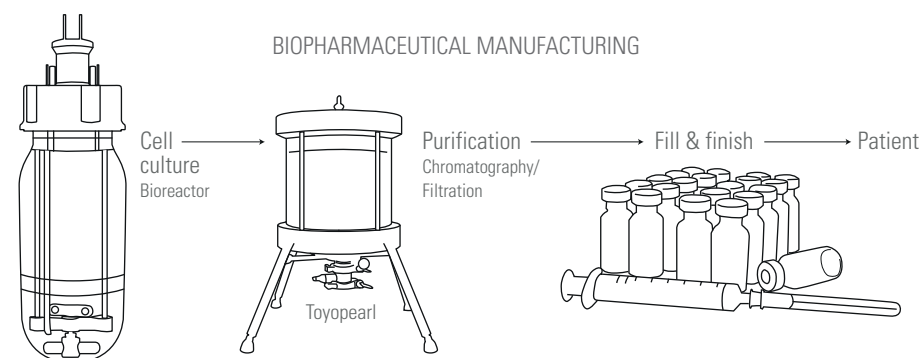 BIOPHARMACEUTICAL MANUFACTURING
Cell
culture
Bioreactor
Purification
Chromatography/
Filtration
Fill & finish
Patient
Toyopearl